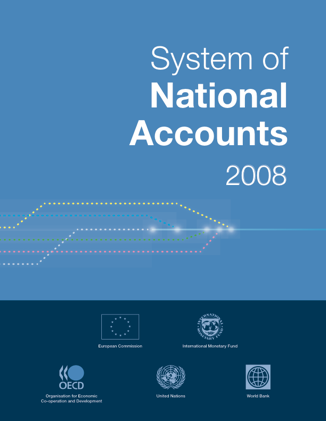 System of
National
Accounts
2008
European Commission
International Monetary Fund
OECD
Organisation for Economic
Co-operation and Development
United Nations
World Bank